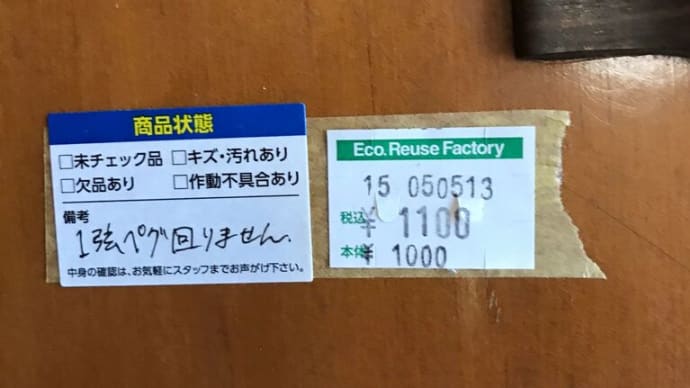 商品状態
□未チェック品 □キズ・汚れあり
□欠品あり □作動不具合あり
備考
1弦ペグ回りません.
中身の確認は、お気軽にスタッフまでお声がけ下さい。
Eco.Reuse Factory
15 050513
税込 ¥ 1100
本体 ¥ 1000